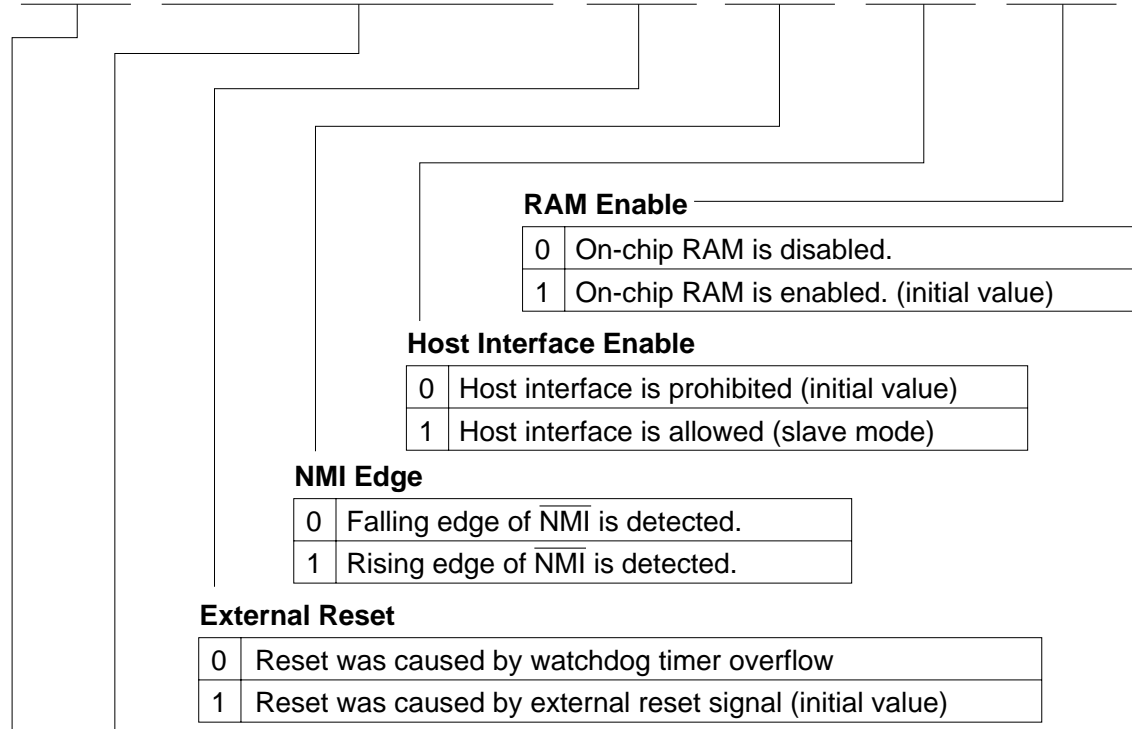 RAM Enable
0 On-chip RAM is disabled.
1 On-chip RAM is enabled. (initial value)
Host Interface Enable
0 Host interface is prohibited (initial value)
1 Host interface is allowed (slave mode)
NMI Edge
0 Falling edge of N̅M̅I̅ is detected.
1 Rising edge of N̅M̅I̅ is detected.
External Reset
0 Reset was caused by watchdog timer overflow
1 Reset was caused by external reset signal (initial value)